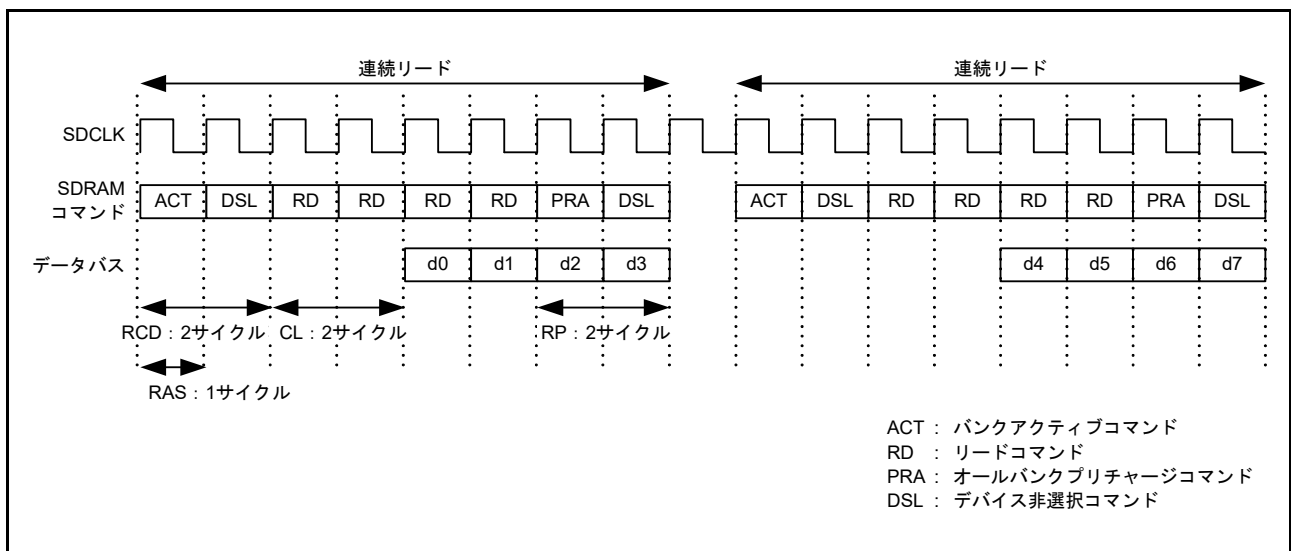 連続リード 連続リード
SDCLK
SDRAM
コマンド
ACT DSL RD RD RD RD PRA DSL ACT DSL RD RD RD RD PRA DSL
データバス d0 d1 d2 d3 d4 d5 d6 d7
RCD:2サイクル CL:2サイクル RP:2サイクル
RAS:1サイクル
ACT : バンクアクティブコマンド
RD : リードコマンド
PRA : オールバンクプリチャージコマンド
DSL : デバイス非選択コマンド